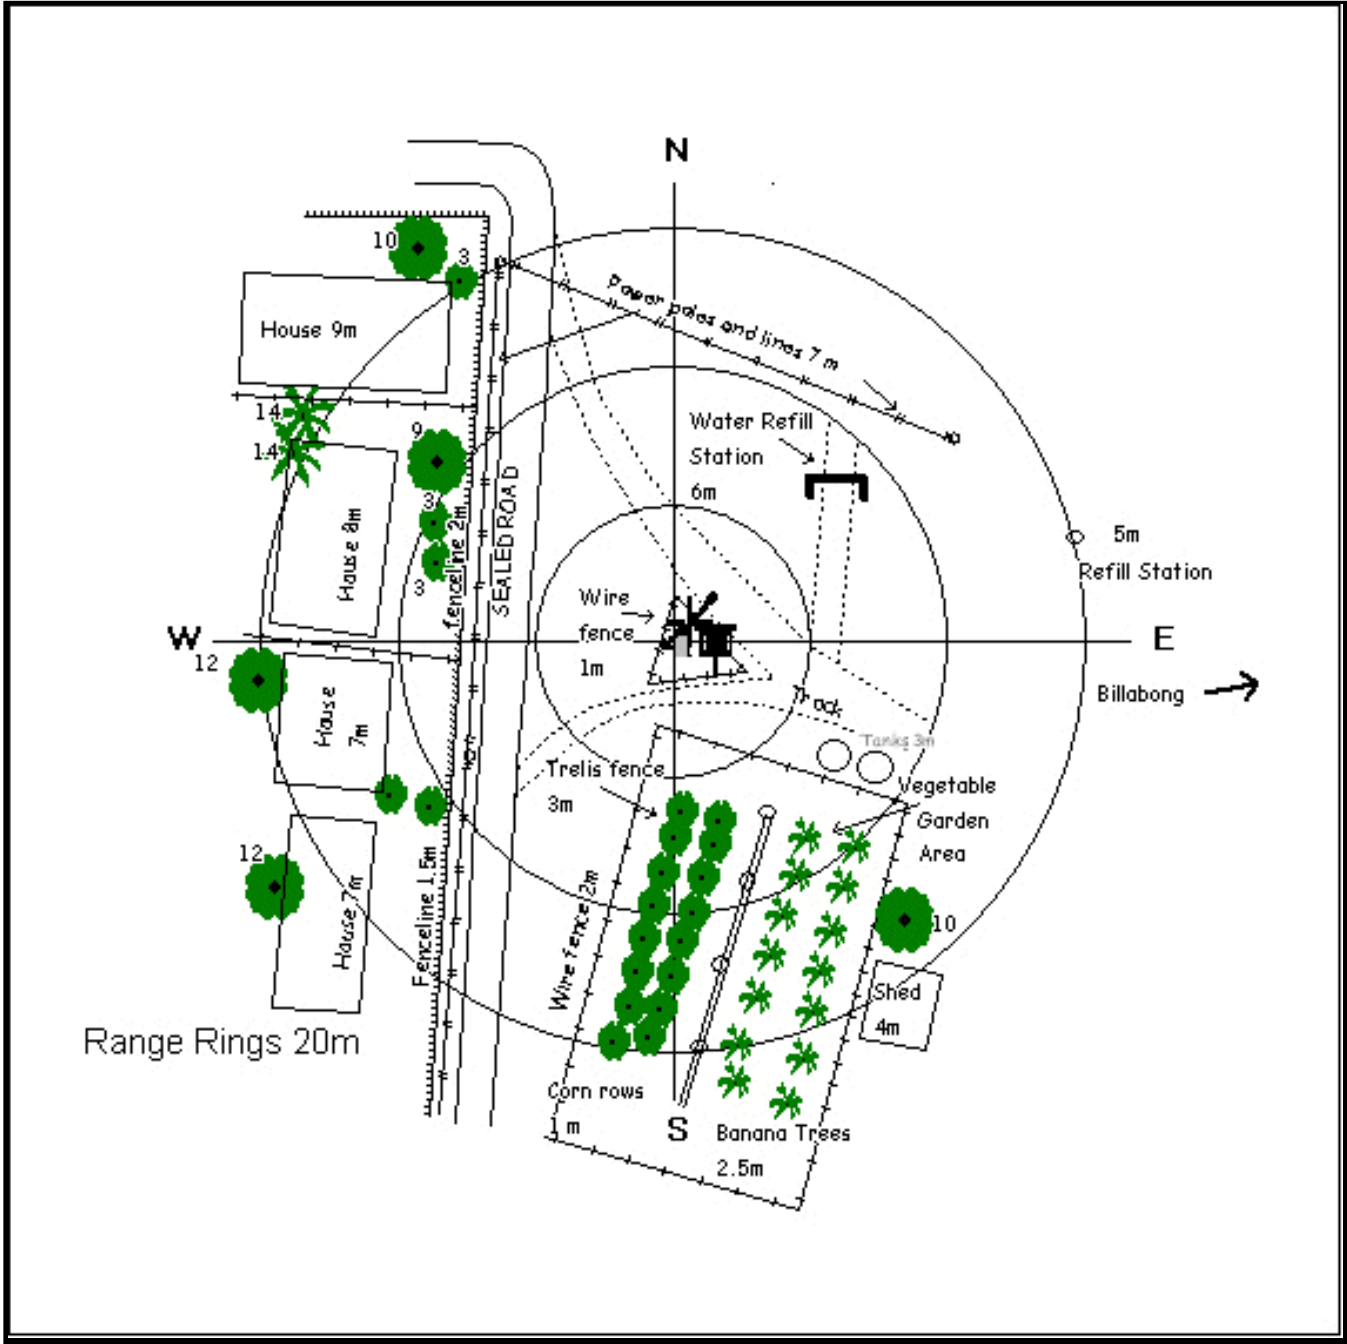 N
10
3
House 9m
Power poles and lines 7 m
14
9
Water Refill
Station
6m
14
3
House 8m
fenceline 2m
SEALED ROAD
5m
Refill Station
3
Wire
fence
1m
W
E
12
Billabong
House
7m
Track
Tanks 3m
Trelis fence
3m
Vegetable
Garden
Area
12
House 7m
Fenceline 1.5m
Wire fence 2m
10
Shed
4m
Range Rings 20m
Corn rows
1 m
S
Banana Trees
2.5m